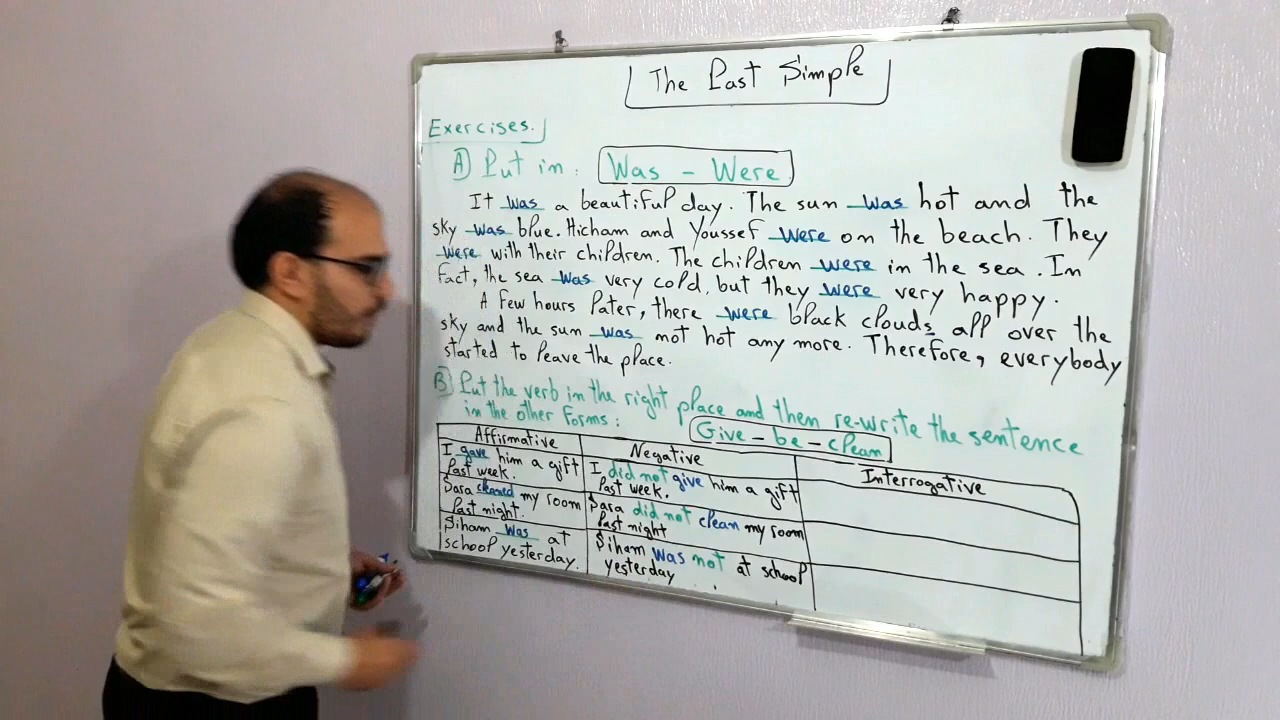 The Past Simple
Exercises.
A) Put in: Was - Were
It was a beautiful day. The sun was hot and the
sky was blue. Hicham and Youssef were on the beach. They
were with their children. The children were in the sea. In
fact, the sea was very cold, but they were very happy.
A few hours later, there were black clouds all over the
sky and the sun was not hot any more. Therefore, everybody
started to leave the place.
B) Put the verb in the right place and then re-write the sentence
in the other forms:
Give - be - clean
Affirmative
Negative
Interrogative
I gave him a gift
last week.
I did not give him a gift
last week.
Sara cleaned my room
last night.
Sara did not clean my room
last night
Siham was at
school yesterday.
Siham was not at school
yesterday